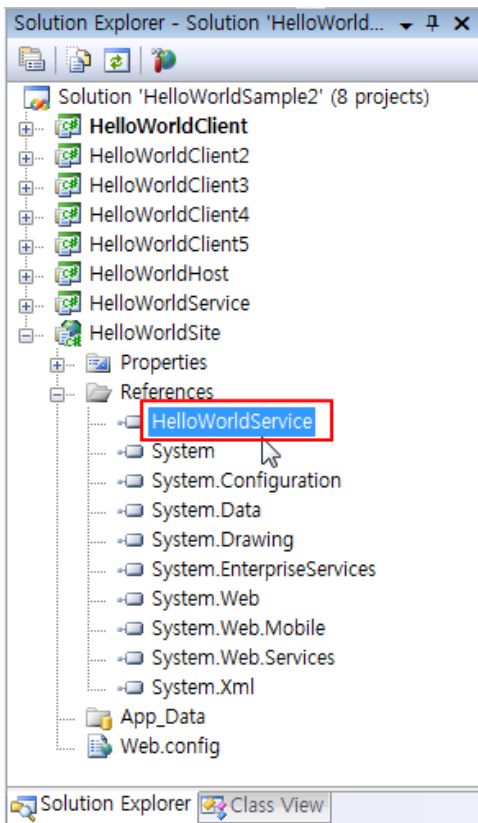 Solution Explorer - Solution 'HelloWorld...
Solution 'HelloWorldSample2' (8 projects)
HelloWorldClient
HelloWorldClient2
HelloWorldClient3
HelloWorldClient4
HelloWorldClient5
HelloWorldHost
HelloWorldService
HelloWorldSite
Properties
References
HelloWorldService
System
System.Configuration
System.Data
System.Drawing
System.EnterpriseServices
System.Web
System.Web.Mobile
System.Web.Services
System.Xml
App_Data
Web.config
Solution Explorer Class View